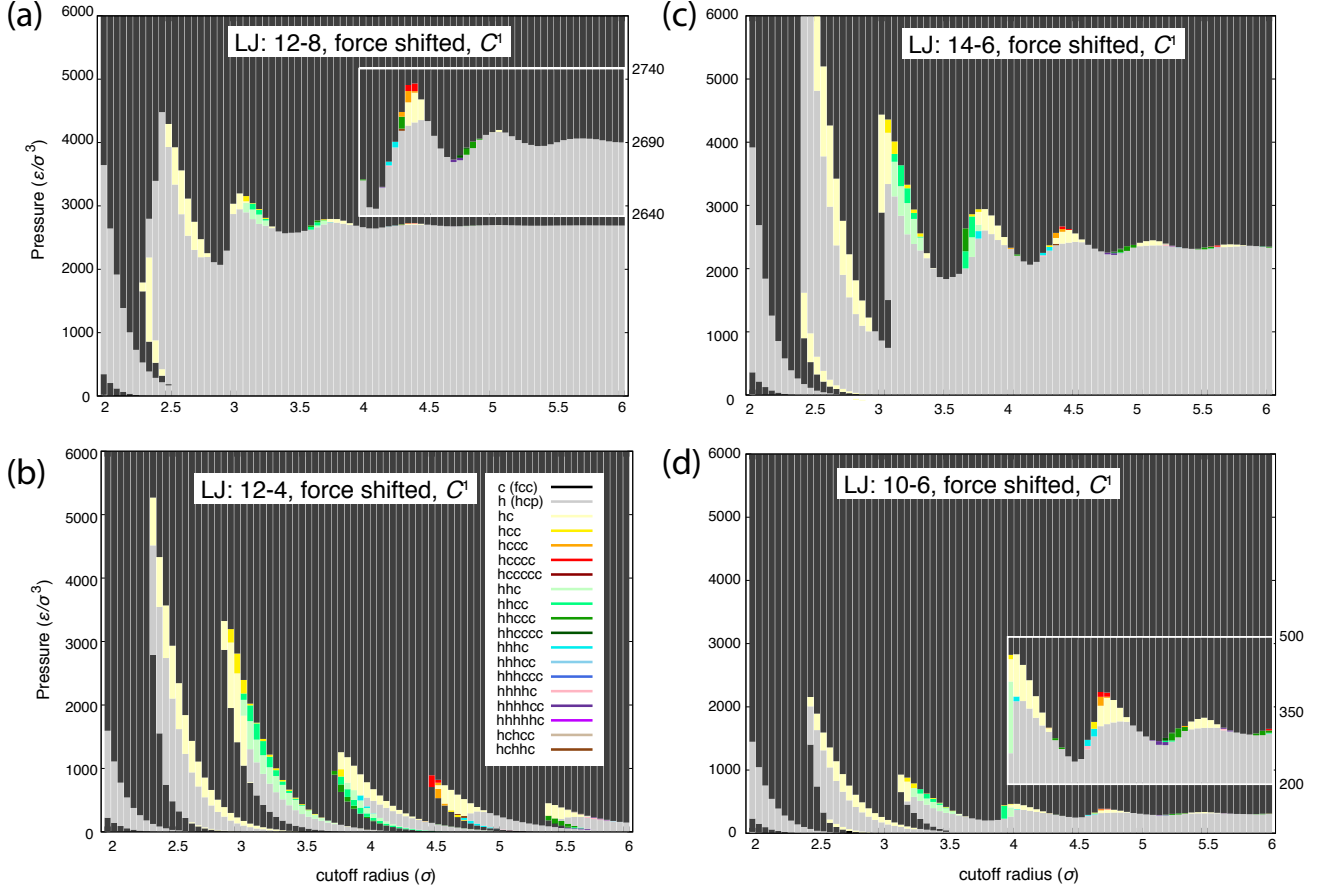 (a)
LJ: 12-8, force shifted, C¹
6000
5000
4000
3000
2000
1000
0
Pressure (ε/σ³)
2740
2690
2640
2 2.5 3 3.5 4 4.5 5 5.5 6
(c)
LJ: 14-6, force shifted, C¹
6000
5000
4000
3000
2000
1000
0
2 2.5 3 3.5 4 4.5 5 5.5 6
(b)
LJ: 12-4, force shifted, C¹
6000
5000
4000
3000
2000
1000
0
Pressure (ε/σ³)
c (fcc)
h (hcp)
hc
hcc
hccc
hcccc
hccccc
hhc
hhcc
hhccc
hhcccc
hhhc
hhhcc
hhhccc
hhhhc
hhhhcc
hhhhhc
hchcc
hchhc
2 2.5 3 3.5 4 4.5 5 5.5 6
cutoff radius (σ)
(d)
LJ: 10-6, force shifted, C¹
6000
5000
4000
3000
2000
1000
0
500
350
200
2 2.5 3 3.5 4 4.5 5 5.5 6
cutoff radius (σ)